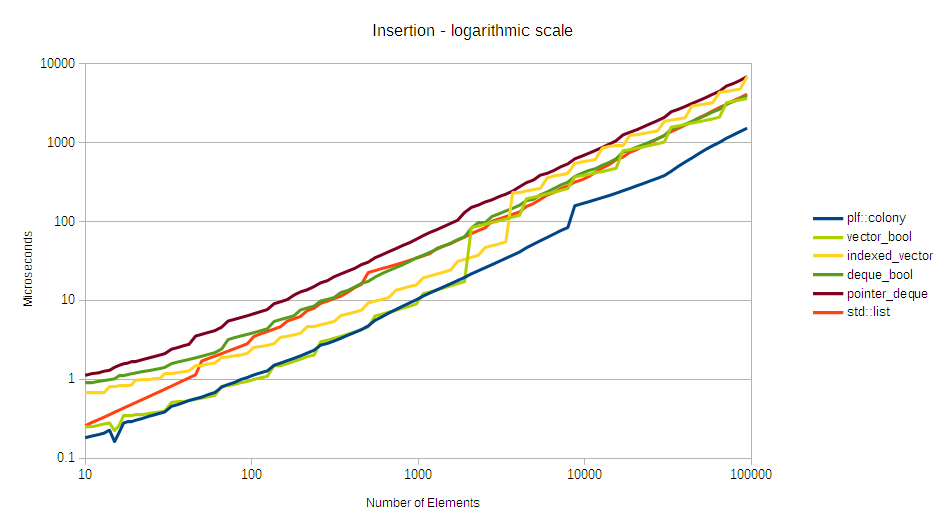 Insertion - logarithmic scale
10000
1000
100
10
1
0.1
Microseconds
10 100 1000 10000 100000
Number of Elements
plf::colony
vector_bool
indexed_vector
deque_bool
pointer_deque
std::list